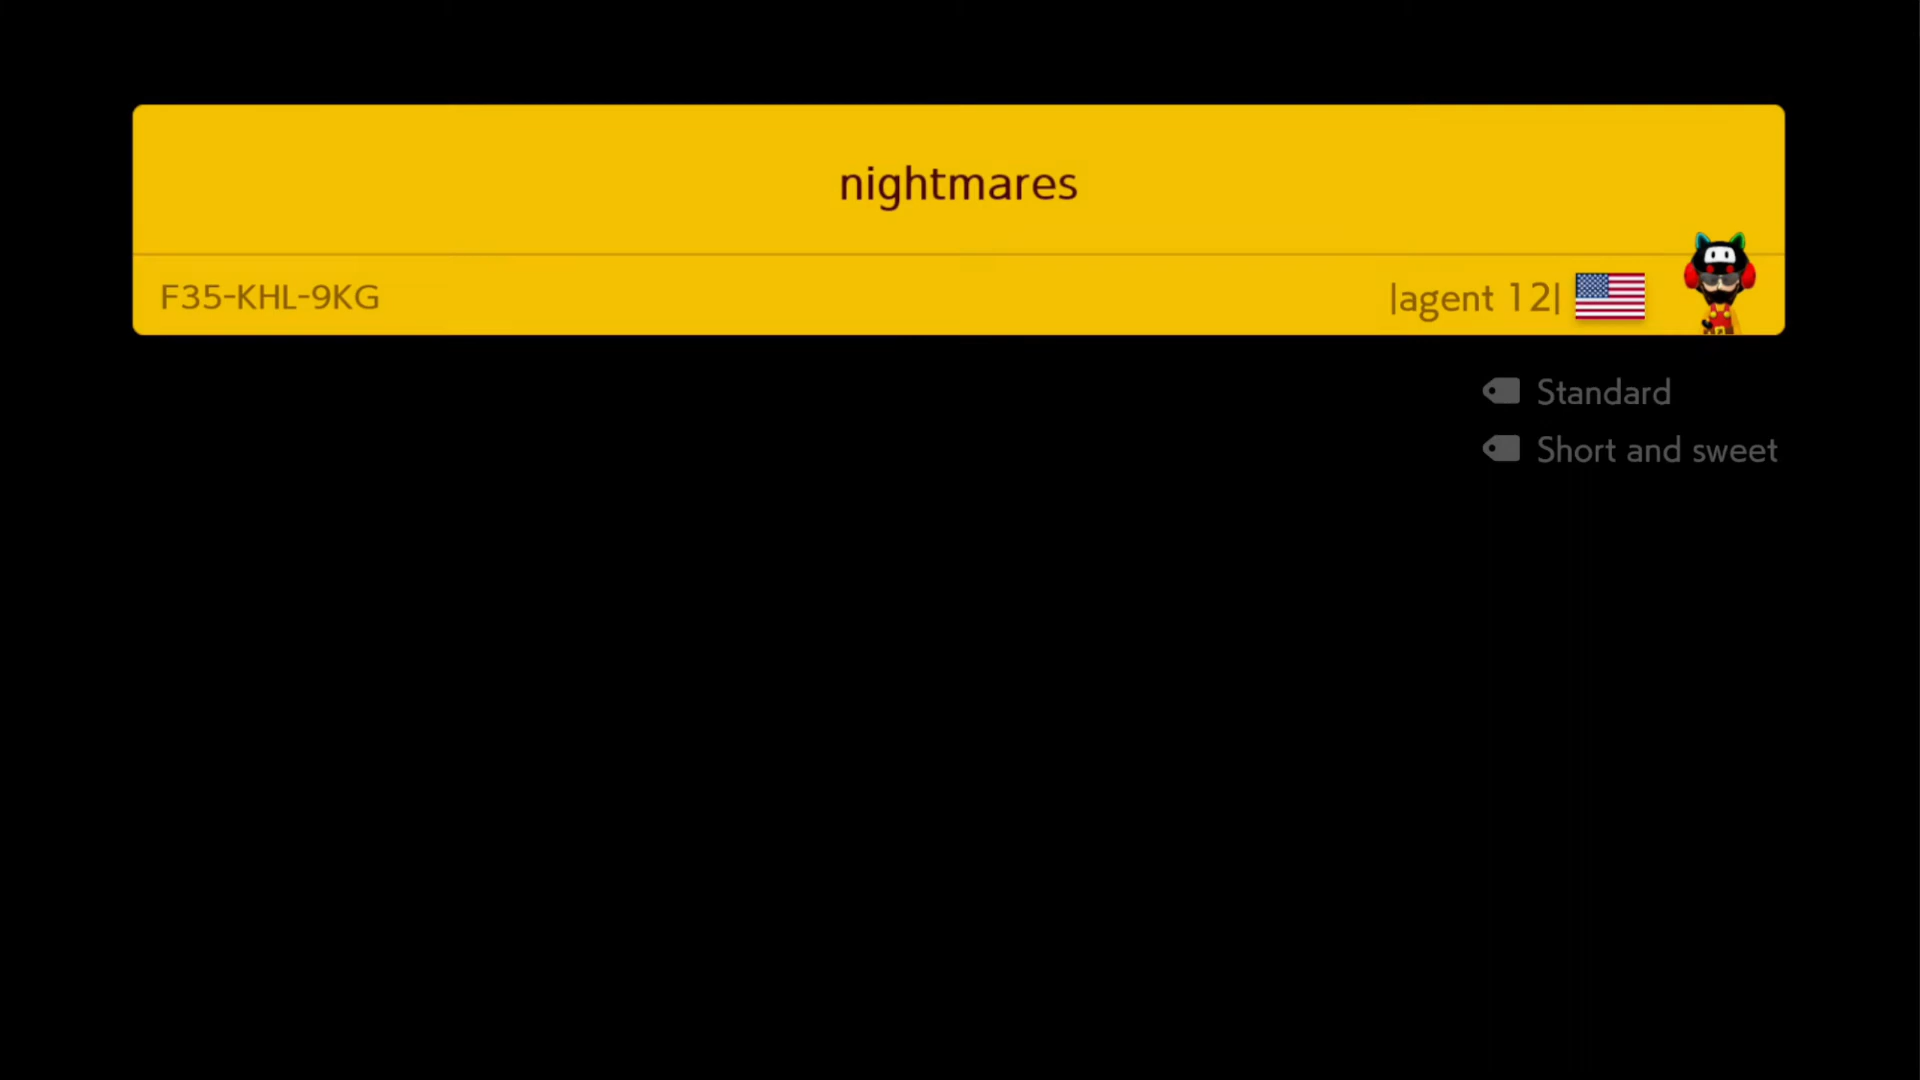 nightmares
F35-KHL-9KG
|agent 12|
Standard
Short and sweet